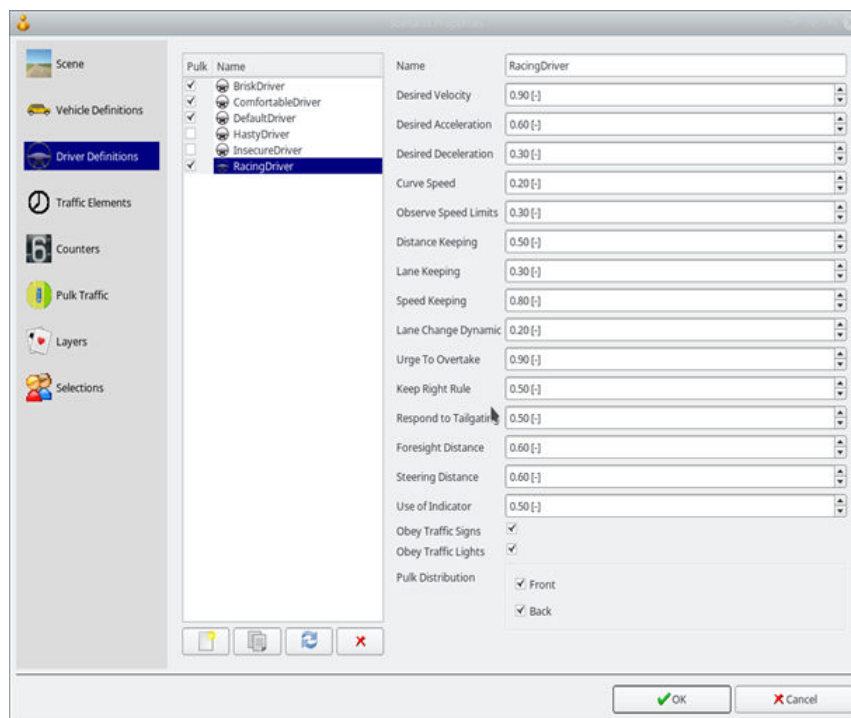 Scenario Properties
Scene
Vehicle Definitions
Driver Definitions
Traffic Elements
Counters
6
Pulk Traffic
Layers
Selections
Pulk Name
BriskDriver
ComfortableDriver
DefaultDriver
HastyDriver
InsecureDriver
RacingDriver
Name RacingDriver
Desired Velocity 0.90 [-]
Desired Acceleration 0.60 [-]
Desired Deceleration 0.30 [-]
Curve Speed 0.20 [-]
Observe Speed Limits 0.30 [-]
Distance Keeping 0.50 [-]
Lane Keeping 0.30 [-]
Speed Keeping 0.80 [-]
Lane Change Dynamic 0.20 [-]
Urge To Overtake 0.90 [-]
Keep Right Rule 0.50 [-]
Respond to Tailgating 0.50 [-]
Foresight Distance 0.60 [-]
Steering Distance 0.60 [-]
Use of Indicator 0.50 [-]
Obey Traffic Signs
Obey Traffic Lights
Pulk Distribution
Front
Back
OK
Cancel